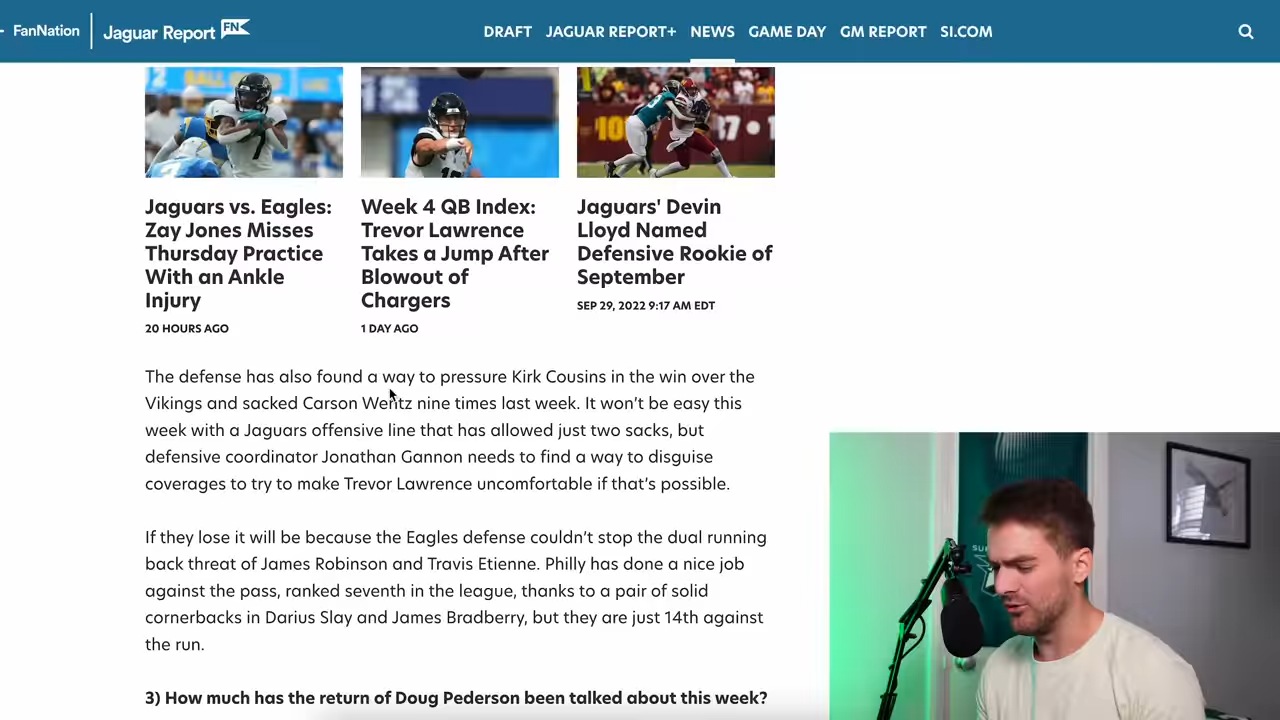 FanNation
Jaguar Report FN
DRAFT JAGUAR REPORT+ NEWS GAME DAY GM REPORT SI.COM
Jaguars vs. Eagles:
Zay Jones Misses
Thursday Practice
With an Ankle
Injury
20 HOURS AGO
Week 4 QB Index:
Trevor Lawrence
Takes a Jump After
Blowout of
Chargers
1 DAY AGO
Jaguars' Devin
Lloyd Named
Defensive Rookie of
September
SEP 29, 2022 9:17 AM EDT
The defense has also found a way to pressure Kirk Cousins in the win over the
Vikings and sacked Carson Wentz nine times last week. It won’t be easy this
week with a Jaguars offensive line that has allowed just two sacks, but
defensive coordinator Jonathan Gannon needs to find a way to disguise
coverages to try to make Trevor Lawrence uncomfortable if that’s possible.
If they lose it will be because the Eagles defense couldn’t stop the dual running
back threat of James Robinson and Travis Etienne. Philly has done a nice job
against the pass, ranked seventh in the league, thanks to a pair of solid
cornerbacks in Darius Slay and James Bradberry, but they are just 14th against
the run.
3) How much has the return of Doug Pederson been talked about this week?